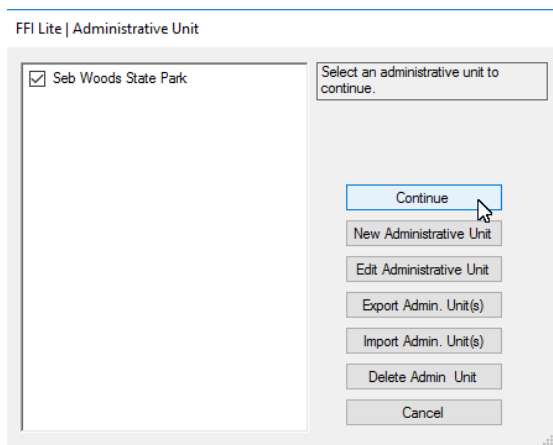 FFI Lite | Administrative Unit
Seb Woods State Park
Select an administrative unit to
continue.
Continue
New Administrative Unit
Edit Administrative Unit
Export Admin. Unit(s)
Import Admin. Unit(s)
Delete Admin  Unit
Cancel